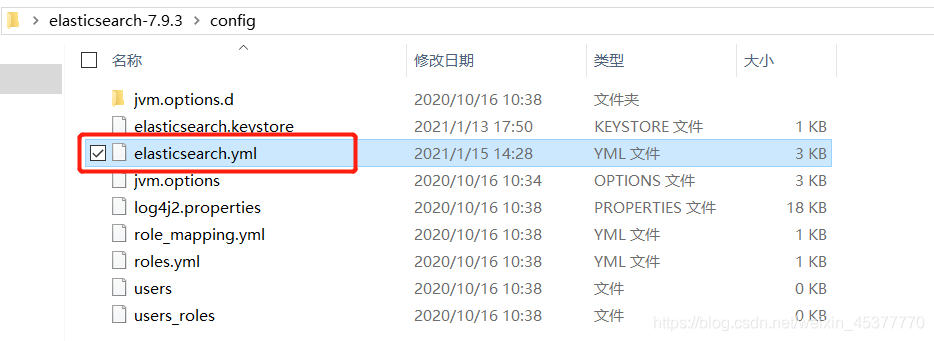 elasticsearch-7.9.3 > config
名称 修改日期 类型 大小
jvm.options.d 2020/10/16 10:38 文件夹
elasticsearch.keystore 2021/1/13 17:50 KEYSTORE 文件 1 KB
elasticsearch.yml 2021/1/15 14:28 YML 文件 3 KB
jvm.options 2020/10/16 10:34 OPTIONS 文件 3 KB
log4j2.properties 2020/10/16 10:38 PROPERTIES 文件 18 KB
role_mapping.yml 2020/10/16 10:38 YML 文件 1 KB
roles.yml 2020/10/16 10:38 YML 文件 1 KB
users 2020/10/16 10:38 文件 0 KB
users_roles 2020/10/16 10:38 文件 0 KB
https://blog.csdn.net/weixin_45377770